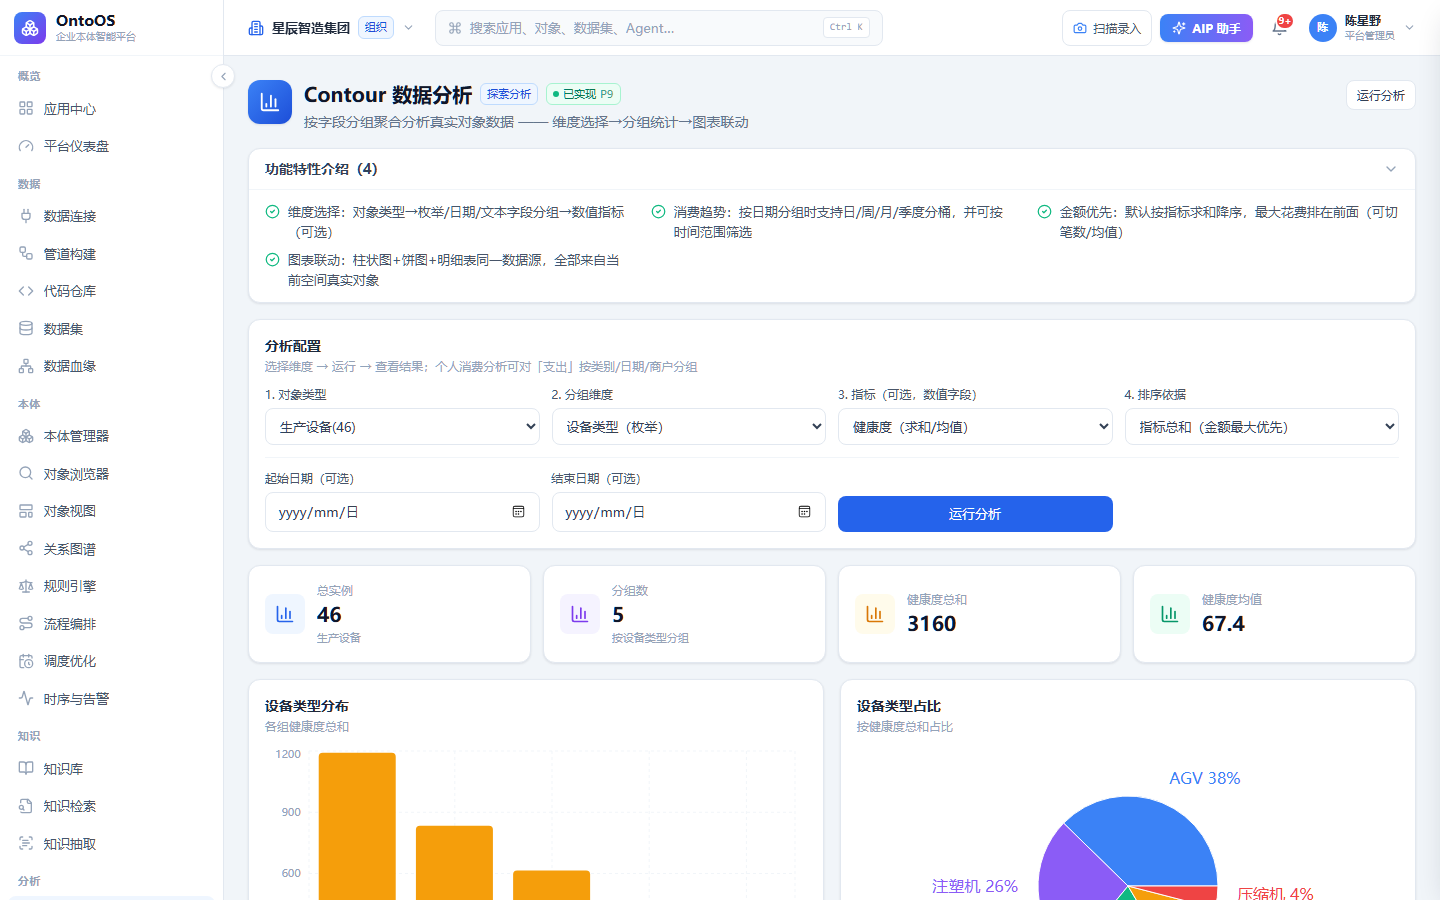 OntoOS
企业本体智能平台
概览
应用中心
平台仪表盘
数据
数据连接
管道构建
代码仓库
数据集
数据血缘
本体
本体管理器
对象浏览器
对象视图
关系图谱
规则引擎
流程编排
调度优化
时序与告警
知识
知识库
知识检索
知识抽取
分析
星辰智造集团 组织
⌘ 搜索应用、对象、数据集、Agent... Ctrl K
扫描录入
AIP 助手
9+
陈
陈星野
平台管理员
Contour 数据分析 探索分析 已实现 P9
按字段分组聚合分析真实对象数据 —— 维度选择→分组统计→图表联动
运行分析
功能特性介绍（4）
维度选择：对象类型→枚举/日期/文本字段分组→数值指标
（可选）
消费趋势：按日期分组时支持日/周/月/季度分桶，并可按
时间范围筛选
金额优先：默认按指标求和降序，最大花费排在前面（可切
笔数/均值）
图表联动：柱状图+饼图+明细表同一数据源，全部来自当
前空间真实对象
分析配置
选择维度 → 运行 → 查看结果；个人消费分析可对「支出」按类别/日期/商户分组
1. 对象类型
生产设备(46)
2. 分组维度
设备类型（枚举）
3. 指标（可选，数值字段）
健康度（求和/均值）
4. 排序依据
指标总和（金额最大优先）
起始日期（可选）
yyyy/mm/日
结束日期（可选）
yyyy/mm/日
运行分析
总实例
46
生产设备
分组数
5
按设备类型分组
健康度总和
3160
健康度均值
67.4
设备类型分布
各组健康度总和
1200
900
600
设备类型占比
按健康度总和占比
AGV 38%
注塑机 26%
压缩机 4%